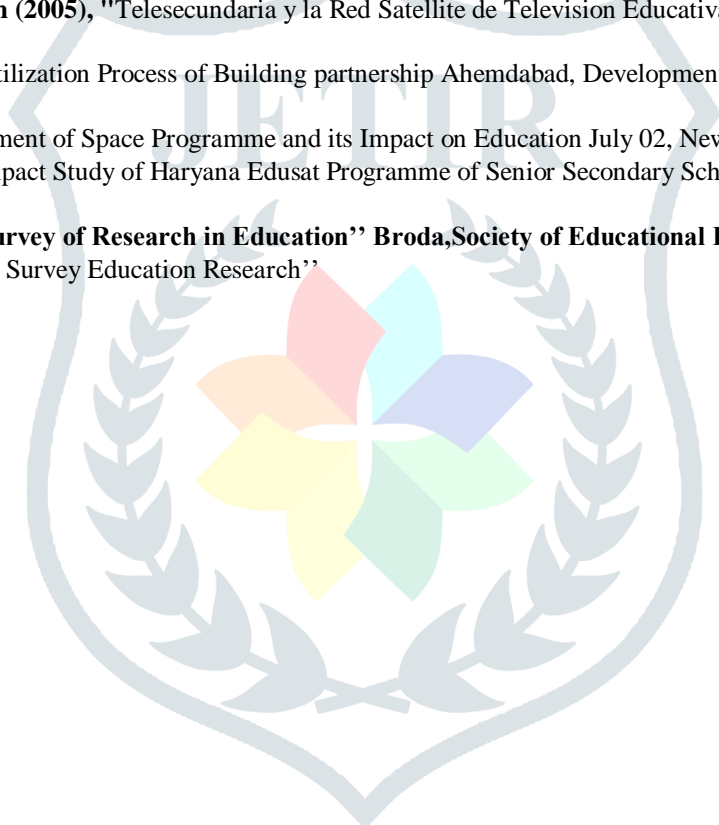 n (2005), "Telesecundaria y la Red Satellite de Television Educativa
tilization Process of Building partnership Ahemdabad, Development
JETIR
ment of Space Programme and its Impact on Education July 02, New
pact Study of Haryana Edusat Programme of Senior Secondary Sch
urvey of Research in Education’’ Broda,Society of Educational
Survey Education Research’’